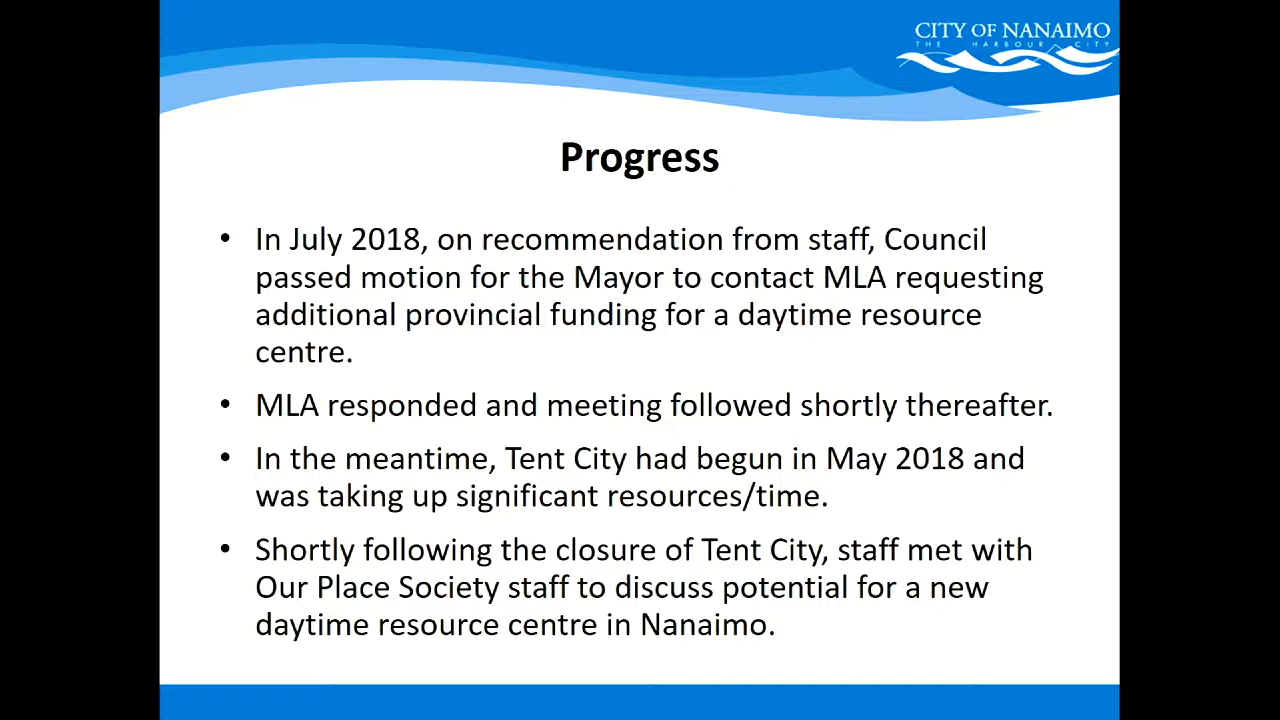 CITY OF NANAIMO
THE HARBOUR CITY
Progress
• In July 2018, on recommendation from staff, Council
passed motion for the Mayor to contact MLA requesting
additional provincial funding for a daytime resource
centre.
• MLA responded and meeting followed shortly thereafter.
• In the meantime, Tent City had begun in May 2018 and
was taking up significant resources/time.
• Shortly following the closure of Tent City, staff met with
Our Place Society staff to discuss potential for a new
daytime resource centre in Nanaimo.